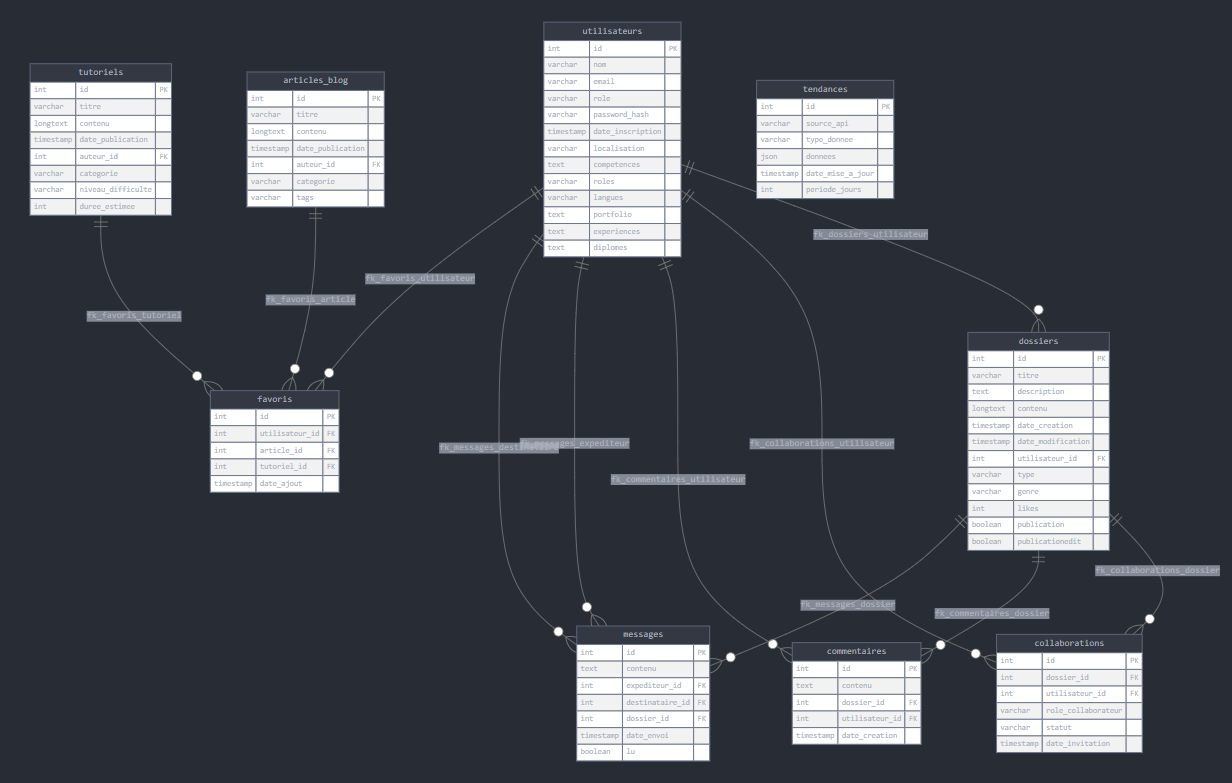 utilisateurs
int id PK
varchar nom
varchar email
varchar role
varchar password_hash
timestamp date_inscription
varchar localisation
text competences
varchar roles
varchar langues
text portfolio
text experiences
text diplomes
tutoriels
int id PK
varchar titre
longtext contenu
timestamp date_publication
int auteur_id FK
varchar categorie
varchar niveau_difficulte
int duree_estimee
articles_blog
int id PK
varchar titre
longtext contenu
timestamp date_publication
int auteur_id FK
varchar categorie
varchar tags
tendances
int id PK
varchar source_api
varchar type_donnee
json donnees
timestamp date_mise_a_jour
int periode_jours
fk_dossiers_utilisateur
fk_favoris_utilisateur
fk_favoris_article
fk_favoris_tutoriel
dossiers
int id PK
varchar titre
text description
longtext contenu
timestamp date_creation
timestamp date_modification
int utilisateur_id FK
varchar type
varchar genre
int likes
boolean publication
boolean publicationedit
favoris
int id PK
int utilisateur_id FK
int article_id FK
int tutoriel_id FK
timestamp date_ajout
fk_messages_destinataire
fk_messages_expediteur
fk_collaborations_utilisateur
fk_commentaires_utilisateur
fk_collaborations_dossier
fk_messages_dossier
fk_commentaires_dossier
messages
int id PK
text contenu
int expediteur_id FK
int destinataire_id FK
int dossier_id FK
timestamp date_envoi
boolean lu
commentaires
int id PK
text contenu
int dossier_id FK
int utilisateur_id FK
timestamp date_creation
collaborations
int id PK
int dossier_id FK
int utilisateur_id FK
varchar role_collaborateur
varchar statut
timestamp date_invitation